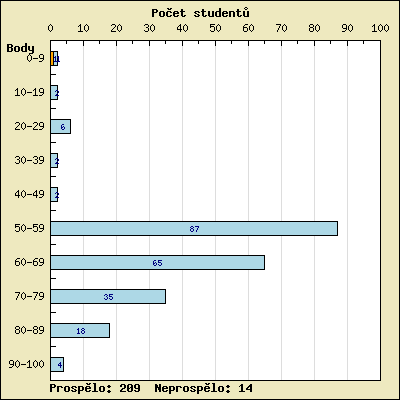 Počet studentů
0 10 20 30 40 50 60 70 80 90 100
Body
0-9 1 1
10-19 2
20-29 6
30-39 2
40-49 2
50-59 87
60-69 65
70-79 35
80-89 18
90-100 4
Prospělo: 209 Neprospělo: 14